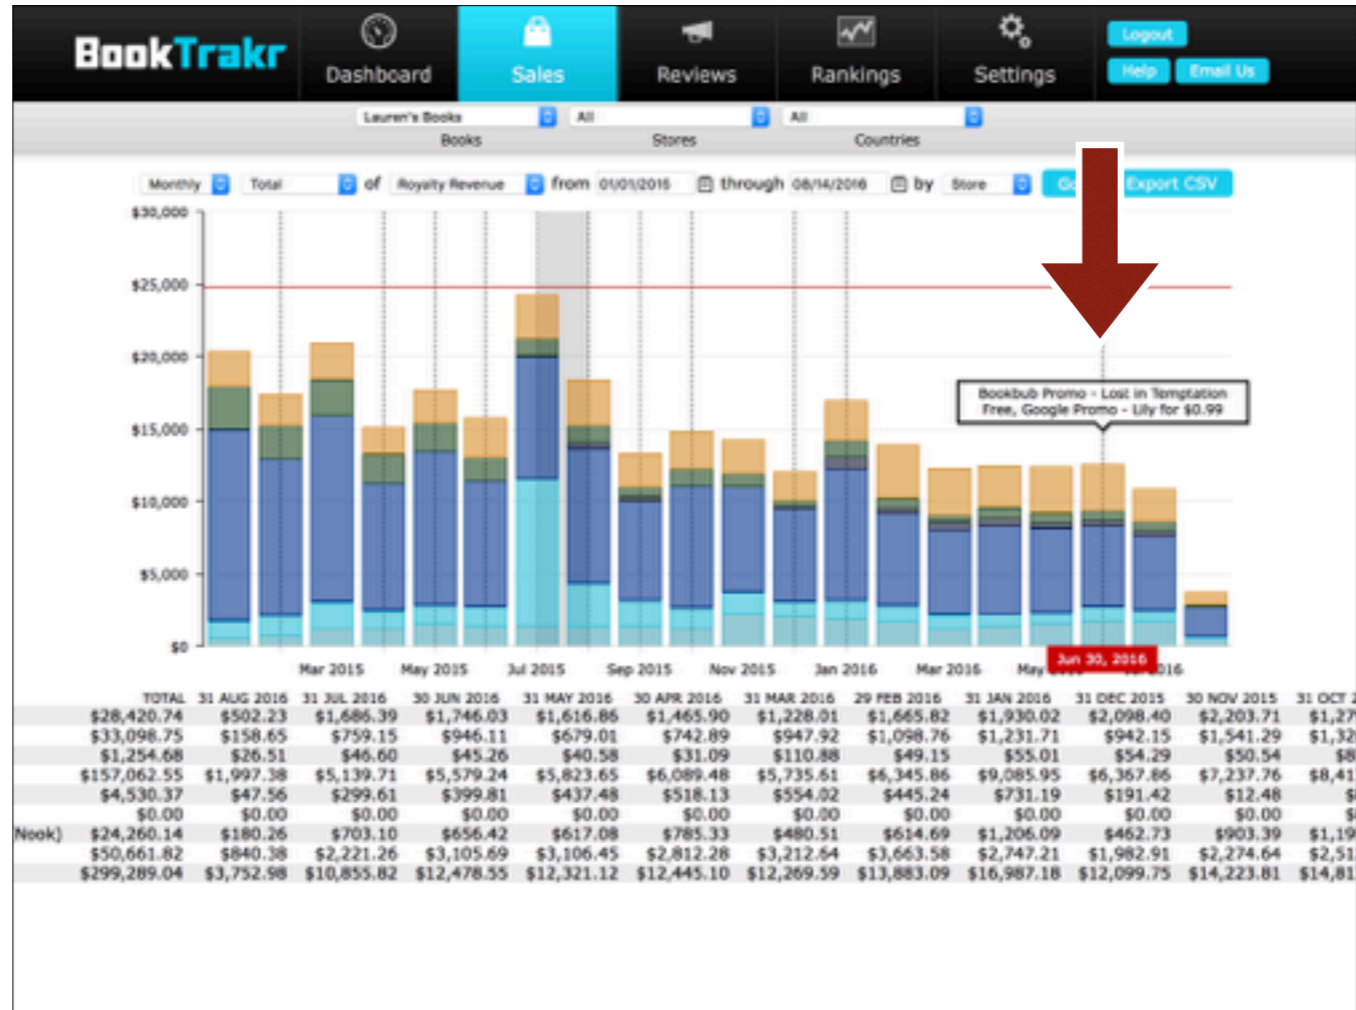 BookTrakr
Dashboard Sales Reviews Rankings Settings
Logout
Help Email Us
Lauren's Books All All
Books Stores Countries
Monthly Total of Royalty Revenue from 01/01/2015 through 08/14/2016 by Store Export CSV
$30,000
$25,000
$20,000
$15,000
$10,000
$5,000
$0
Bookbub Promo - Lost in Temptation
Free, Google Promo - Lily for $0.99
Mar 2015 May 2015 Jul 2015 Sep 2015 Nov 2015 Jan 2016 Mar 2016 May Jun 30, 2016 2016
TOTAL 31 AUG 2016 31 JUL 2016 30 JUN 2016 31 MAY 2016 30 APR 2016 31 MAR 2016 29 FEB 2016 31 JAN 2016 31 DEC 2015 30 NOV 2015 31 OCT 2
$28,420.74 $502.23 $1,686.39 $1,746.03 $1,616.86 $1,465.90 $1,228.01 $1,665.82 $1,930.02 $2,098.40 $2,203.71 $1,27
$33,098.75 $158.65 $759.15 $946.11 $679.01 $742.89 $947.92 $1,098.76 $1,231.71 $942.15 $1,541.29 $1,32
$1,254.68 $26.51 $46.60 $45.26 $40.58 $31.09 $110.88 $49.15 $55.01 $54.29 $50.54 $8
$157,062.55 $1,997.38 $5,139.71 $5,579.24 $5,823.65 $6,089.48 $5,735.61 $6,345.86 $9,085.95 $6,367.86 $7,237.76 $8,41
$4,530.37 $47.56 $299.61 $399.81 $437.48 $518.13 $554.02 $445.24 $731.19 $191.42 $12.48
$0.00 $0.00 $0.00 $0.00 $0.00 $0.00 $0.00 $0.00 $0.00 $0.00 $0.00
Nook) $24,260.14 $180.26 $703.10 $656.42 $617.08 $785.33 $480.51 $614.69 $1,206.09 $462.73 $903.39 $1,19
$50,661.82 $840.38 $2,221.26 $3,105.69 $3,106.45 $2,812.28 $3,212.64 $3,663.58 $2,747.21 $1,982.91 $2,274.64 $2,51
$299,289.04 $3,752.98 $10,855.82 $12,478.55 $12,321.12 $12,445.10 $12,269.59 $13,883.09 $16,987.18 $12,099.75 $14,223.81 $14,81